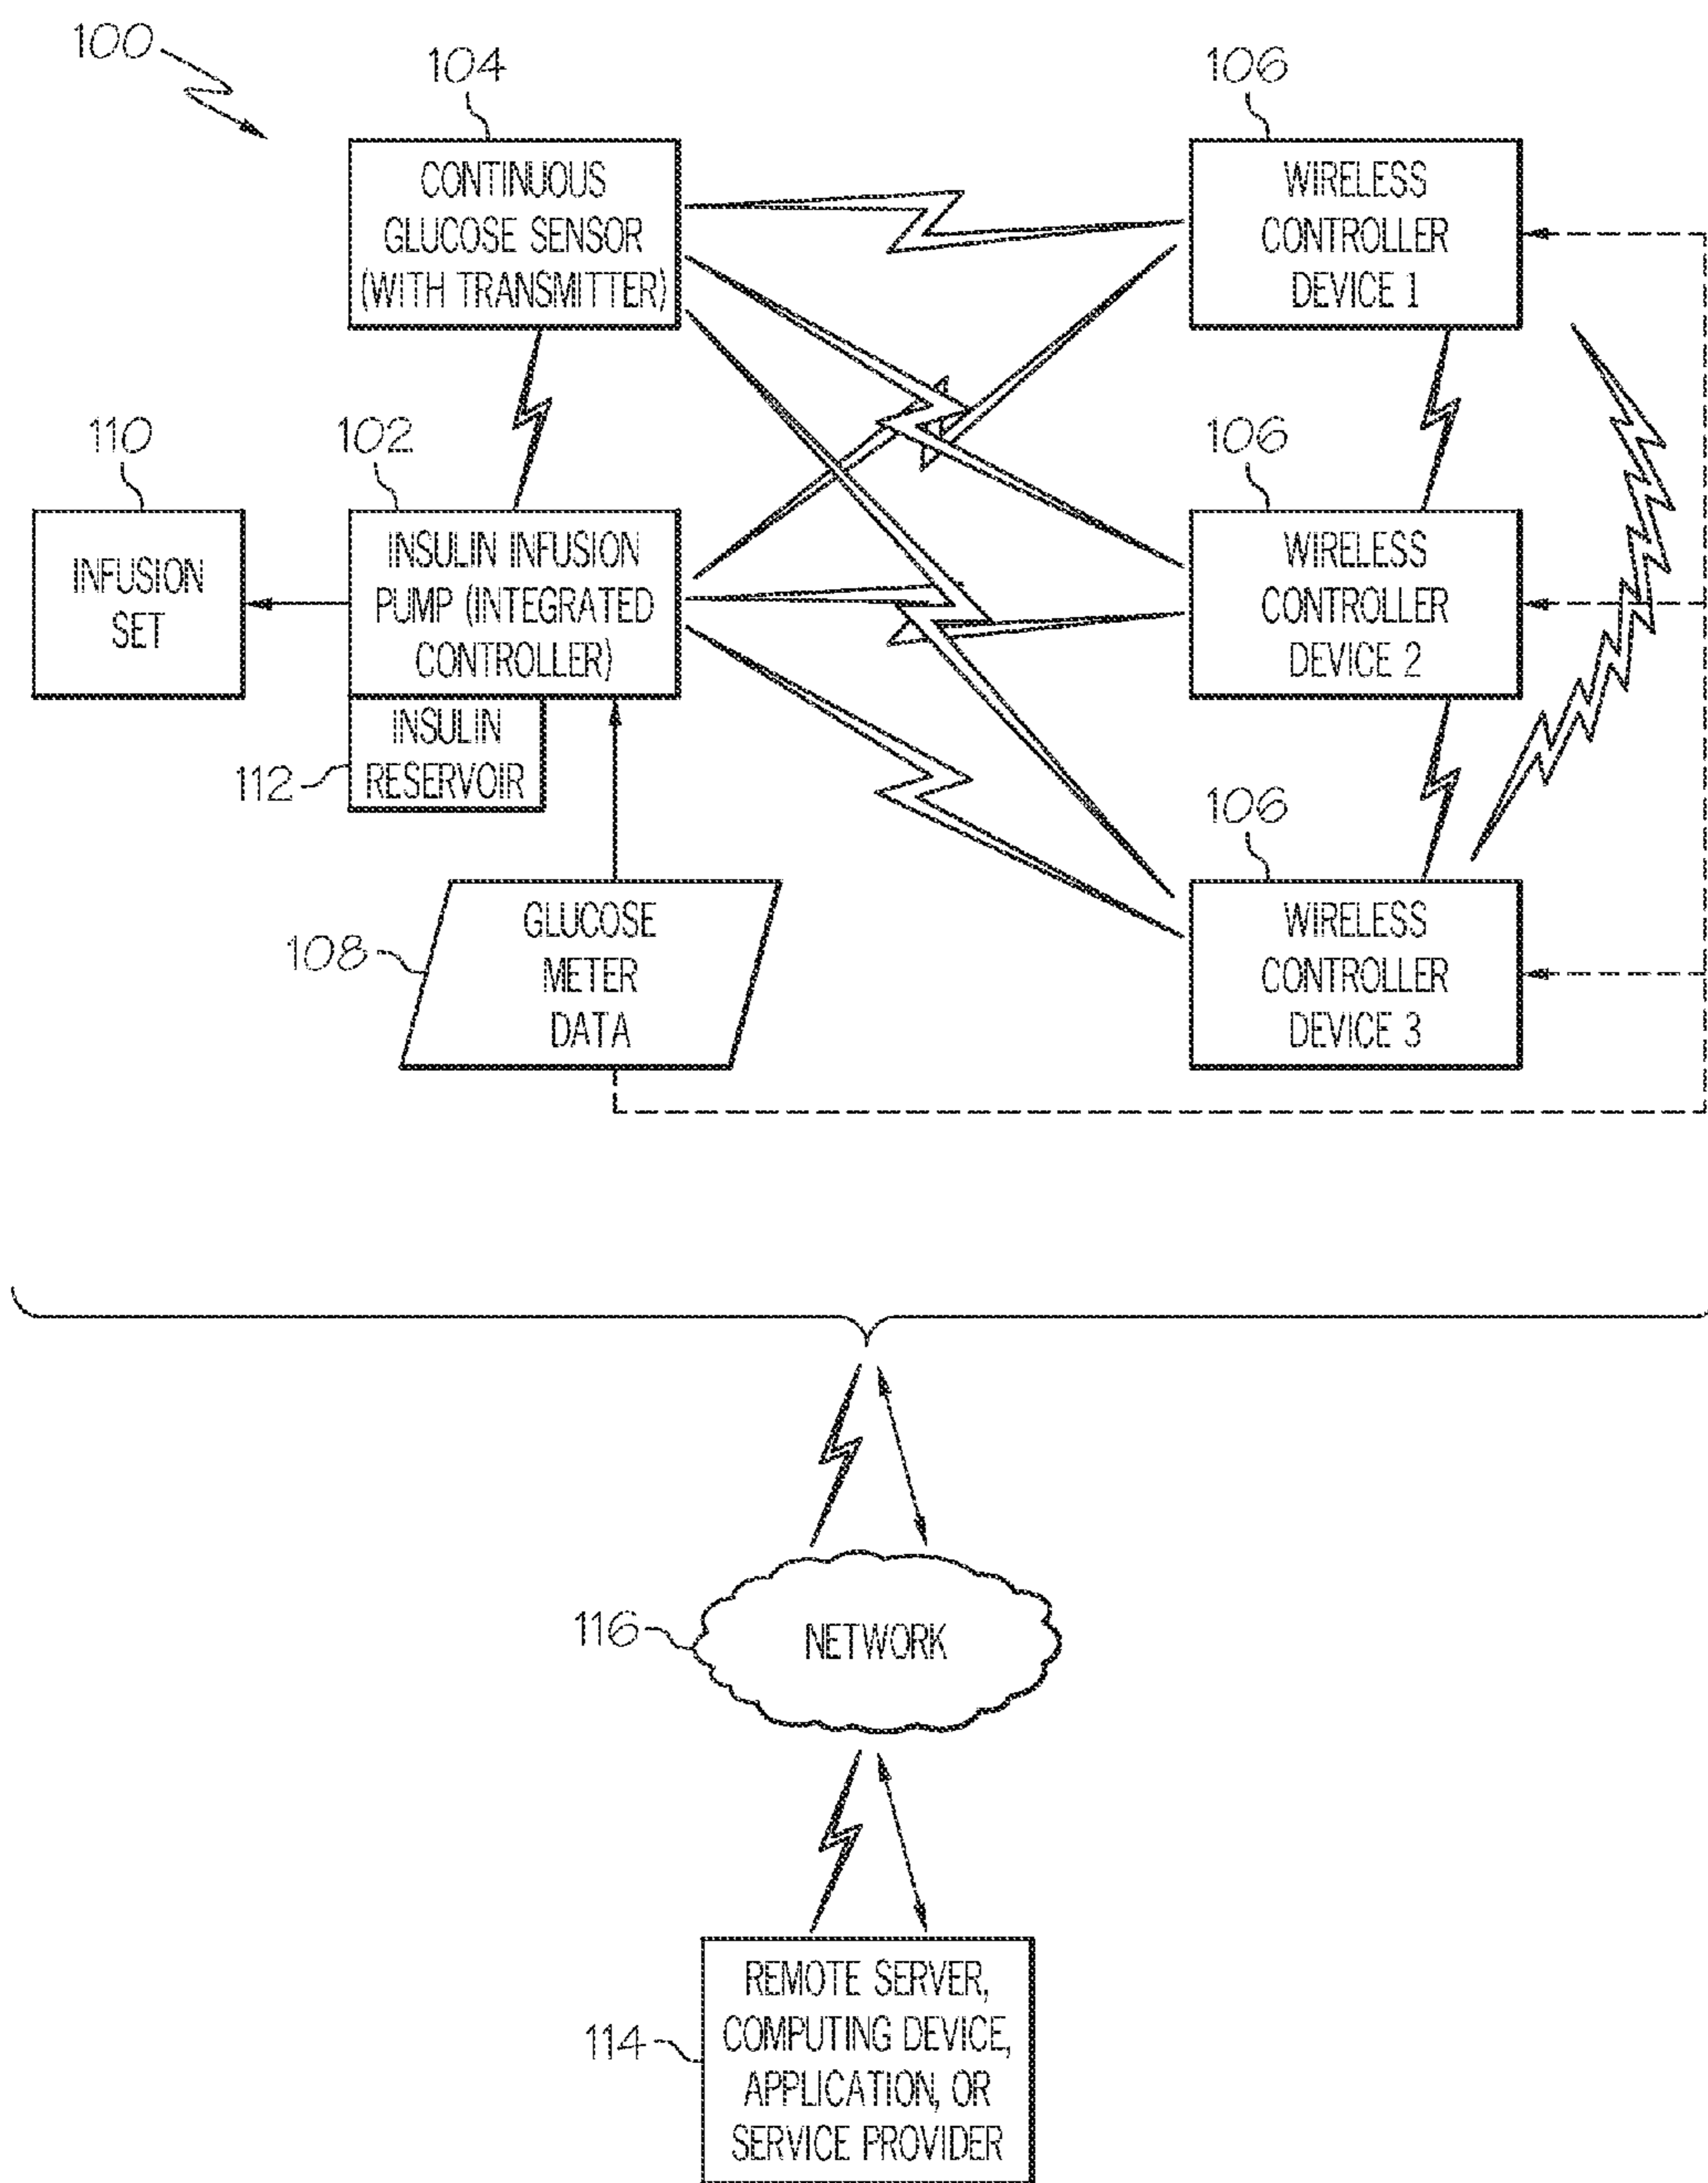 100
104
CONTINUOUS
GLUCOSE SENSOR
(WITH TRANSMITTER)
106
WIRELESS
CONTROLLER
DEVICE 1
110
INFUSION
SET
102
INSULIN INFUSION
PUMP (INTEGRATED
CONTROLLER)
106
WIRELESS
CONTROLLER
DEVICE 2
112
INSULIN
RESERVOIR
108
GLUCOSE
METER
DATA
106
WIRELESS
CONTROLLER
DEVICE 3
116
NETWORK
114
REMOTE SERVER,
COMPUTING DEVICE,
APPLICATION, OR
SERVICE PROVIDER